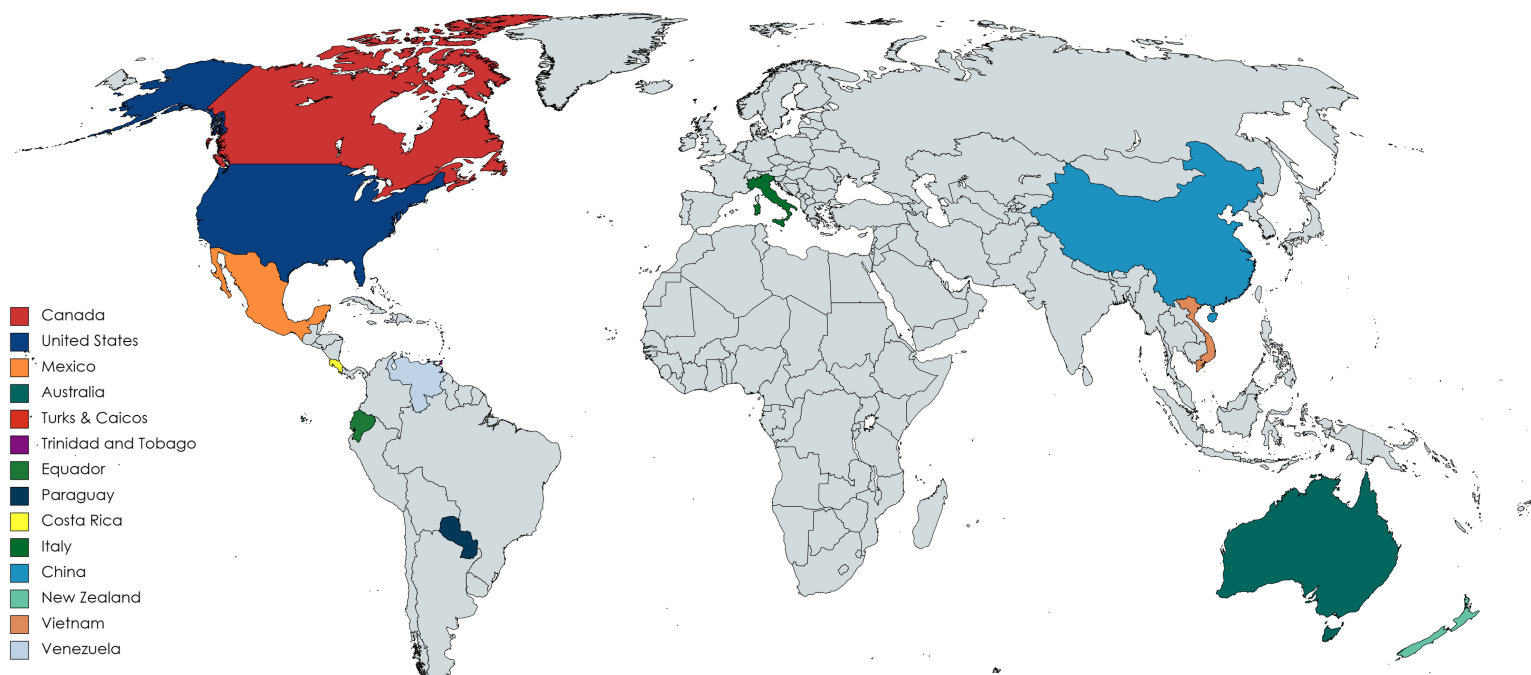 Canada
United States
Mexico
Australia
Turks & Caicos
Trinidad and Tobago
Equador
Paraguay
Costa Rica
Italy
China
New Zealand
Vietnam
Venezuela